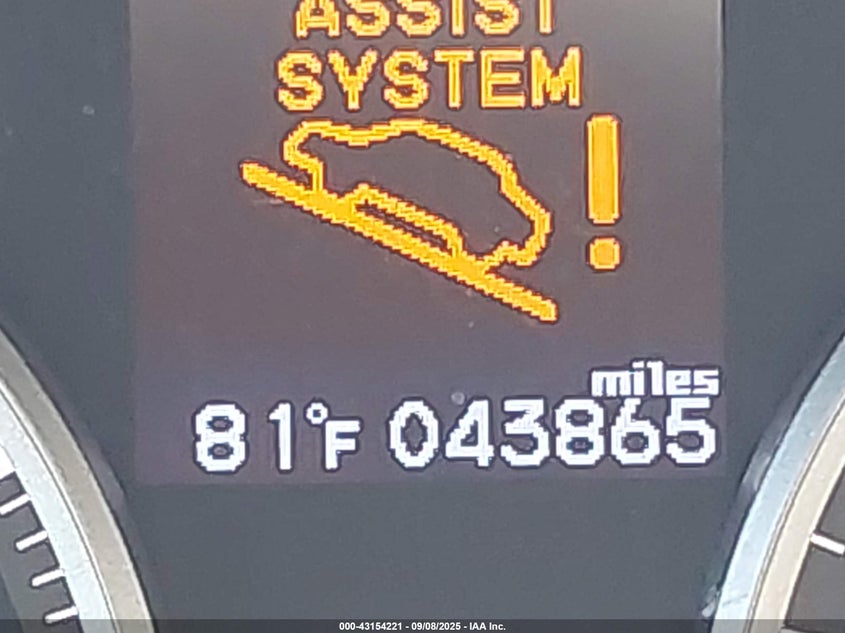 ASSIST
SYSTEM
!
miles
81°F 043865
000-43154221 - 09/08/2025 - IAA Inc.